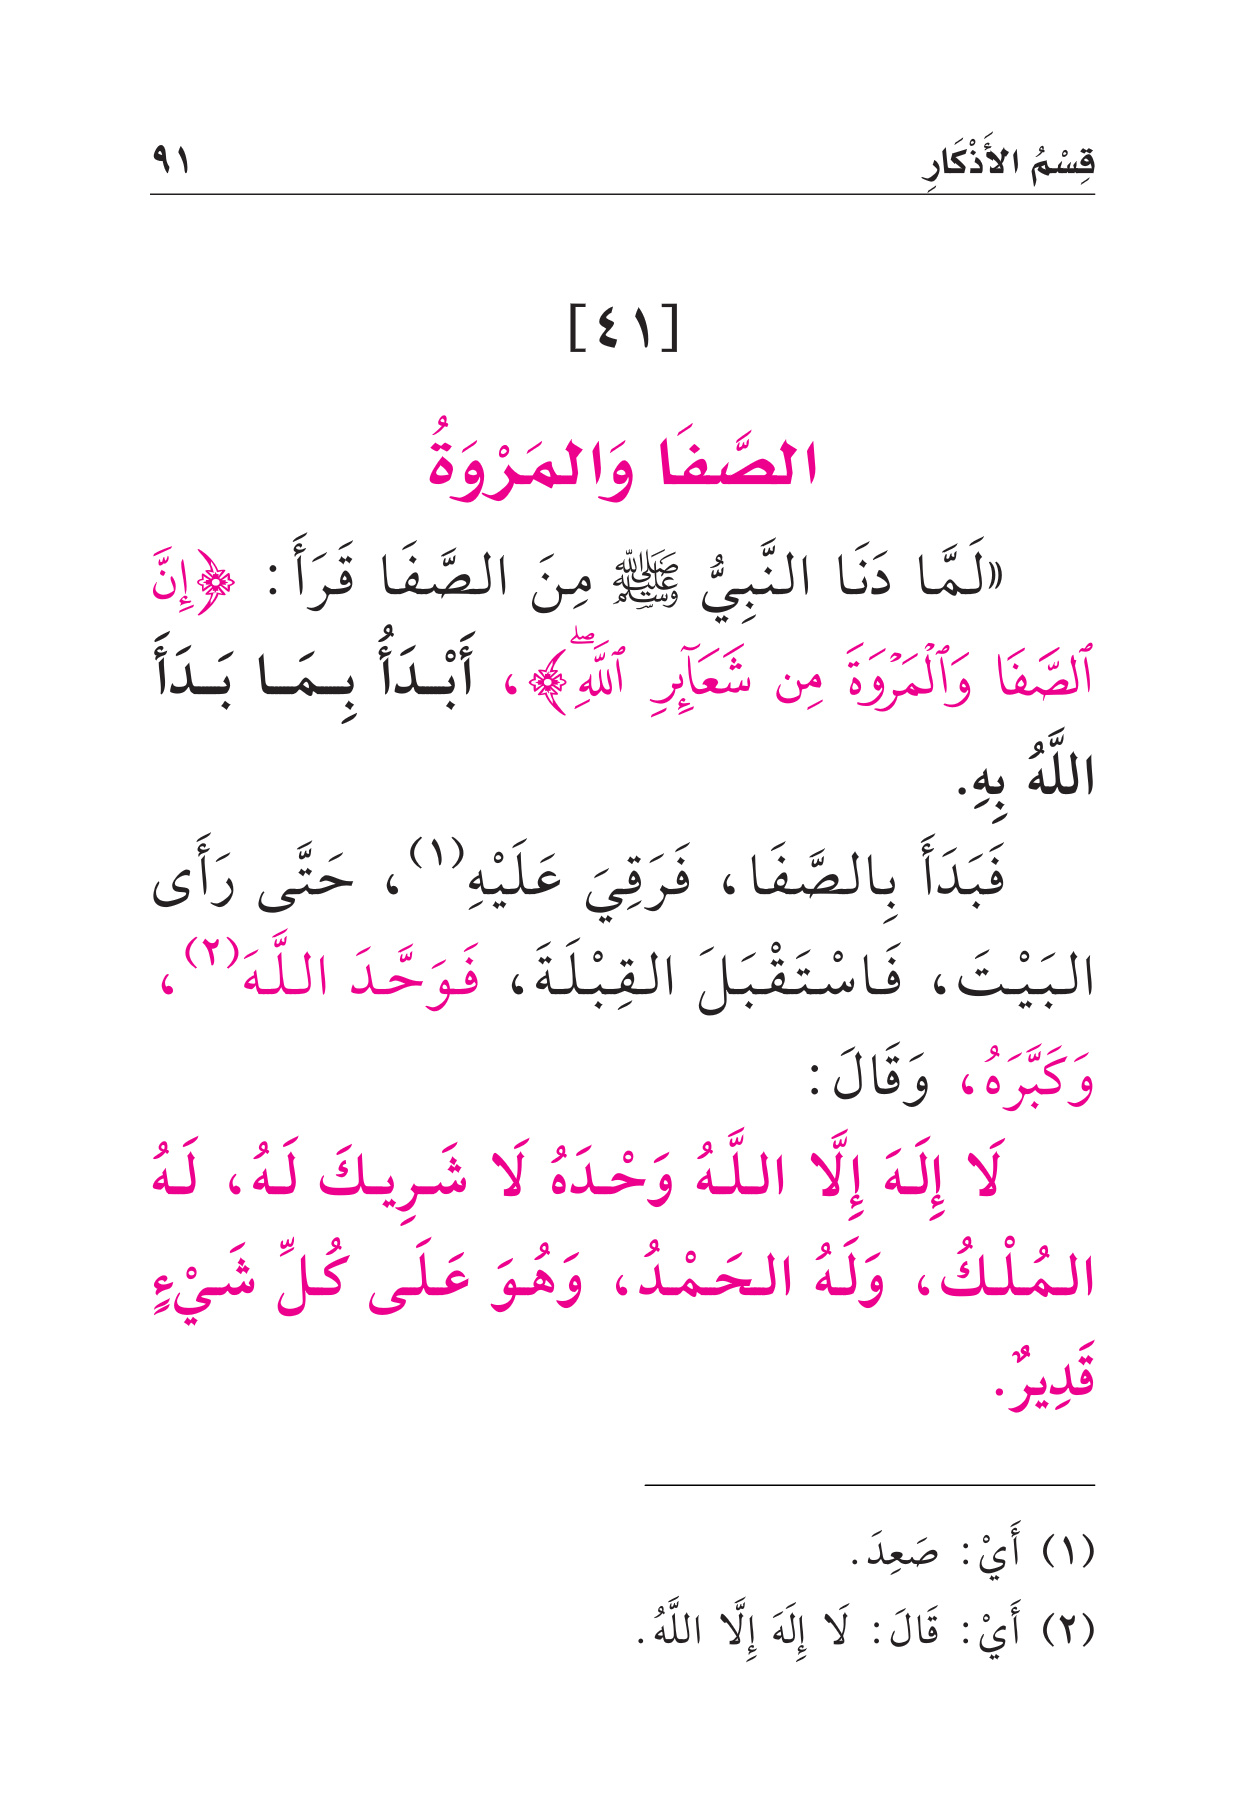 قِسْمُ الأَذْكَارِ ٩١
[٤١]
الصَّفَا وَالمَرْوَةُ
«لَمَّا دَنَا النَّبِيُّ ﷺ مِنَ الصَّفَا قَرَأَ: ﴿إِنَّ
ٱلصَّفَا وَٱلْمَرْوَةَ مِن شَعَآئِرِ ٱللَّهِۖ﴾، أَبْدَأُ بِمَا بَدَأَ
اللَّهُ بِهِ.
فَبَدَأَ بِالصَّفَا، فَرَقِيَ عَلَيْهِ(١)، حَتَّى رَأَى
البَيْتَ، فَاسْتَقْبَلَ القِبْلَةَ، فَوَحَّدَ اللَّهَ(٢)،
وَكَبَّرَهُ، وَقَالَ:
لَا إِلَهَ إِلَّا اللَّهُ وَحْدَهُ لَا شَرِيكَ لَهُ، لَهُ
المُلْكُ، وَلَهُ الحَمْدُ، وَهُوَ عَلَى كُلِّ شَيْءٍ
قَدِيرٌ.
(١) أَيْ: صَعِدَ.
(٢) أَيْ: قَالَ: لَا إِلَهَ إِلَّا اللَّهُ.